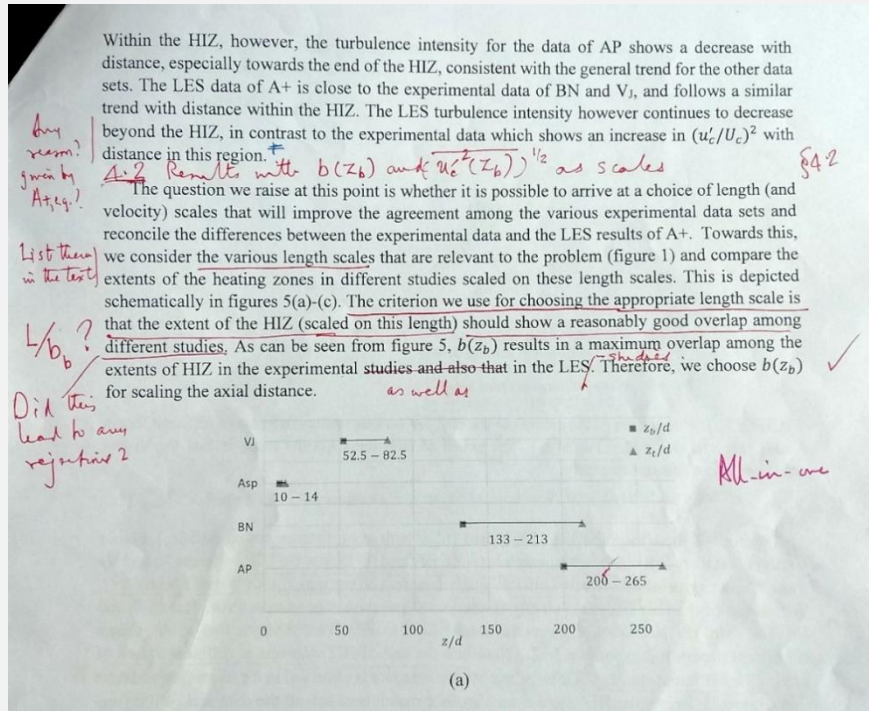 Within the HIZ, however, the turbulence intensity for the data of AP shows a decrease with
distance, especially towards the end of the HIZ, consistent with the general trend for the other data
sets. The LES data of A+ is close to the experimental data of BN and VJ, and follows a similar
trend with distance within the HIZ. The LES turbulence intensity however continues to decrease
Any
beyond the HIZ, in contrast to the experimental data which shows an increase in (u′c/Uc)² with
reason?
distance in this region.
given by
A+, eg.?
4.2 Results with b(zb) and (u′c²(zb))^1/2 as scales
§4.2
The question we raise at this point is whether it is possible to arrive at a choice of length (and
velocity) scales that will improve the agreement among the various experimental data sets and
reconcile the differences between the experimental data and the LES results of A+. Towards this,
List them
we consider the various length scales that are relevant to the problem (figure 1) and compare the
in the text
extents of the heating zones in different studies scaled on these length scales. This is depicted
schematically in figures 5(a)-(c). The criterion we use for choosing the appropriate length scale is
L/bb ?
that the extent of the HIZ (scaled on this length) should show a reasonably good overlap among
different studies. As can be seen from figure 5, b(zb) results in a maximum overlap among the
extents of HIZ in the experimental studies and also that in the LES. Therefore, we choose b(zb)
studies
as well as
for scaling the axial distance.
Did this
lead to any
rejections?
zb/d
zt/d
All-in-one
VJ
52.5 – 82.5
Asp
10 – 14
BN
133 – 213
AP
200 – 265
0 50 100 150 200 250
z/d
(a)